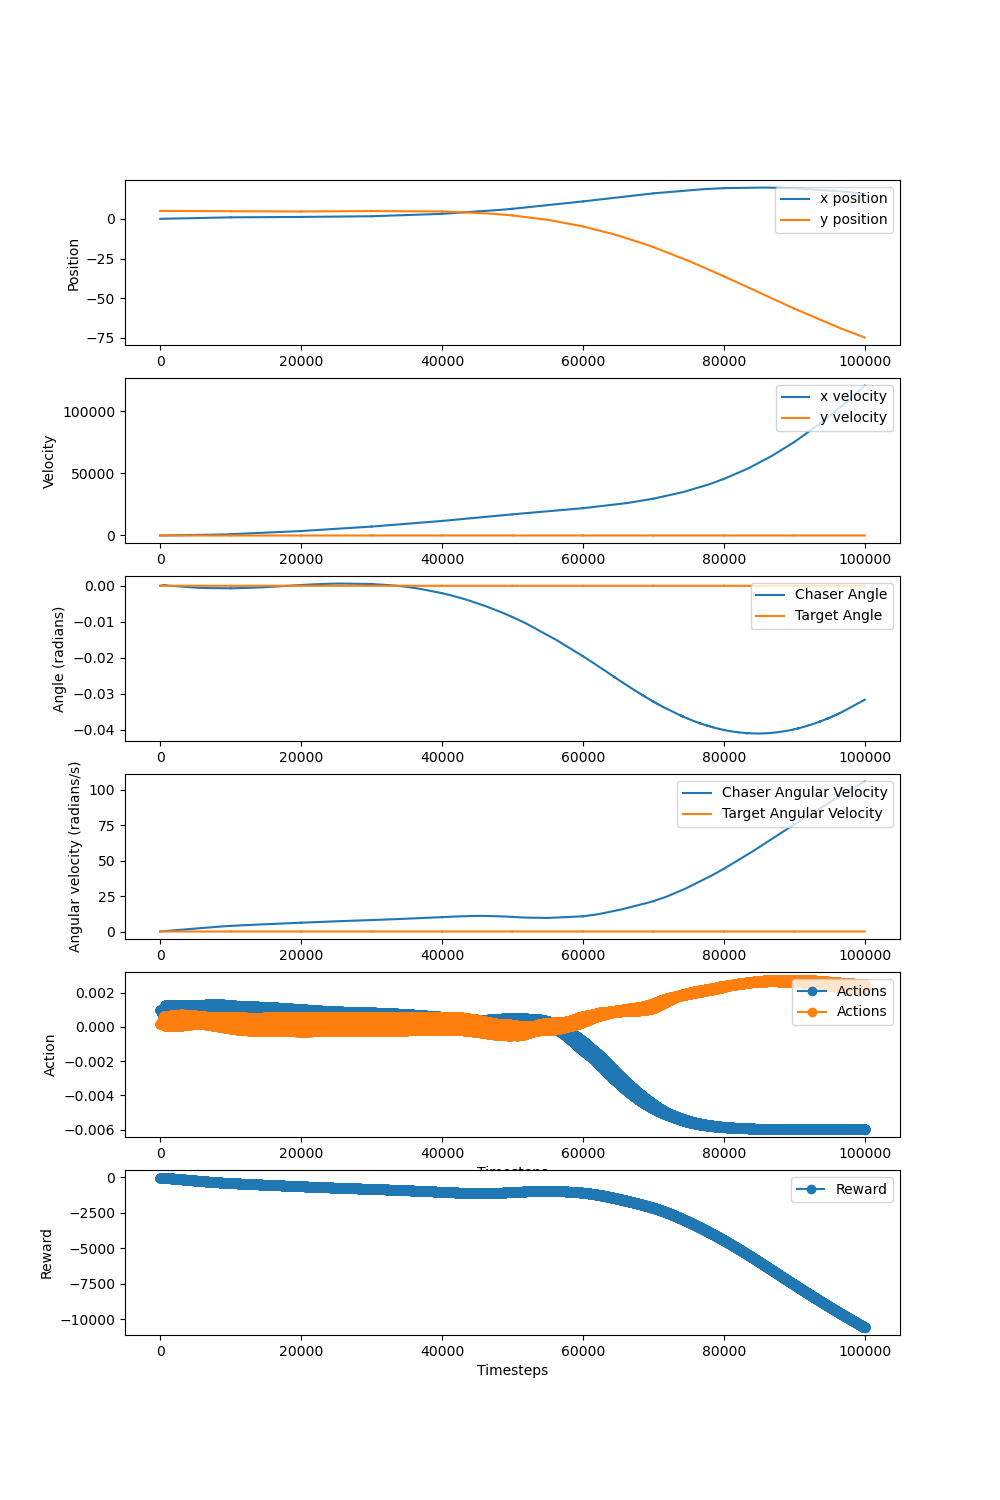 x position
y position
Position
0
−25
−50
−75
0 20000 40000 60000 80000 100000
x velocity
y velocity
Velocity
100000
50000
0
0 20000 40000 60000 80000 100000
Chaser Angle
Target Angle
Angle (radians)
0.00
−0.01
−0.02
−0.03
−0.04
0 20000 40000 60000 80000 100000
Chaser Angular Velocity
Target Angular Velocity
Angular velocity (radians/s)
100
75
50
25
0
0 20000 40000 60000 80000 100000
Actions
Actions
Action
0.002
0.000
−0.002
−0.004
−0.006
0 20000 40000 60000 80000 100000
Timesteps
Reward
Reward
0
−2500
−5000
−7500
−10000
0 20000 40000 60000 80000 100000
Timesteps